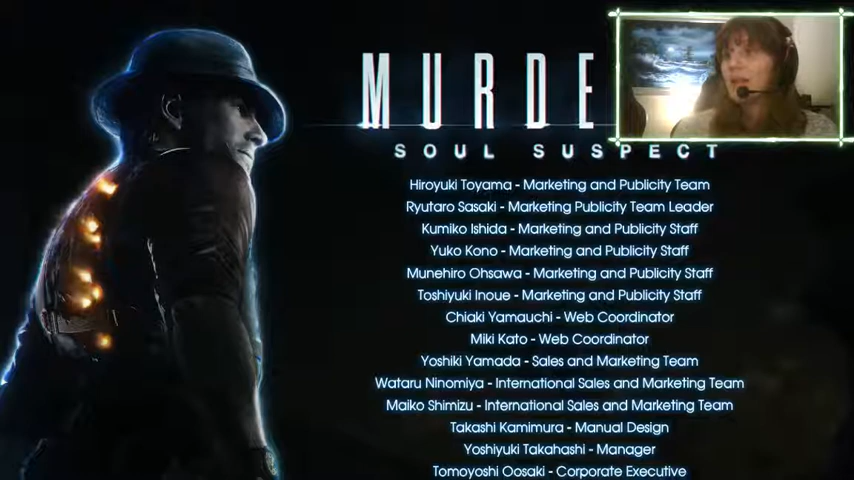 MURDE
SOUL SUSPECT
Hiroyuki Toyama - Marketing and Publicity Team
Ryutaro Sasaki - Marketing Publicity Team Leader
Kumiko Ishida - Marketing and Publicity Staff
Yuko Kono - Marketing and Publicity Staff
Munehiro Ohsawa - Marketing and Publicity Staff
Toshiyuki Inoue - Marketing and Publicity Staff
Chiaki Yamauchi - Web Coordinator
Miki Kato - Web Coordinator
Yoshiki Yamada - Sales and Marketing Team
Wataru Ninomiya - International Sales and Marketing Team
Maiko Shimizu - International Sales and Marketing Team
Takashi Kamimura - Manual Design
Yoshiyuki Takahashi - Manager
Tomoyoshi Oosaki - Corporate Executive